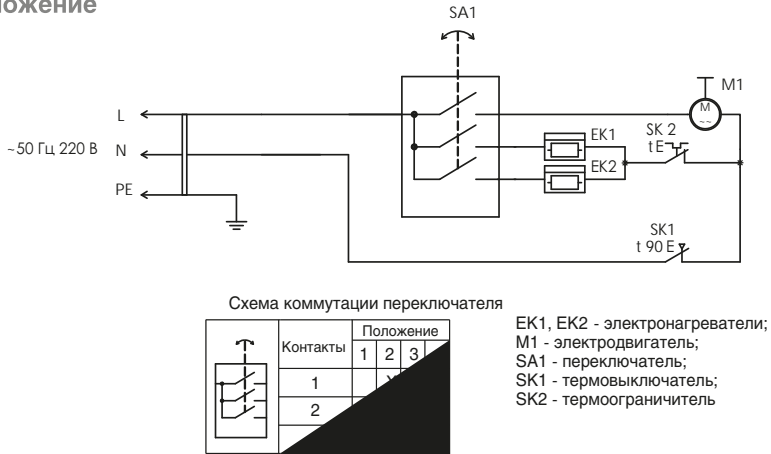 SA1
L
M1
M
~~
~50 Гц 220 В
N
EK1
SK 2
t E
EK2
PE
SK1
t 90 E
Схема коммутации переключателя
Контакты
Положение
1 2 3
1
2
EK1, EK2 - электронагреватели;
M1 - электродвигатель;
SA1 - переключатель;
SK1 - термовыключатель;
SK2 - термоограничитель